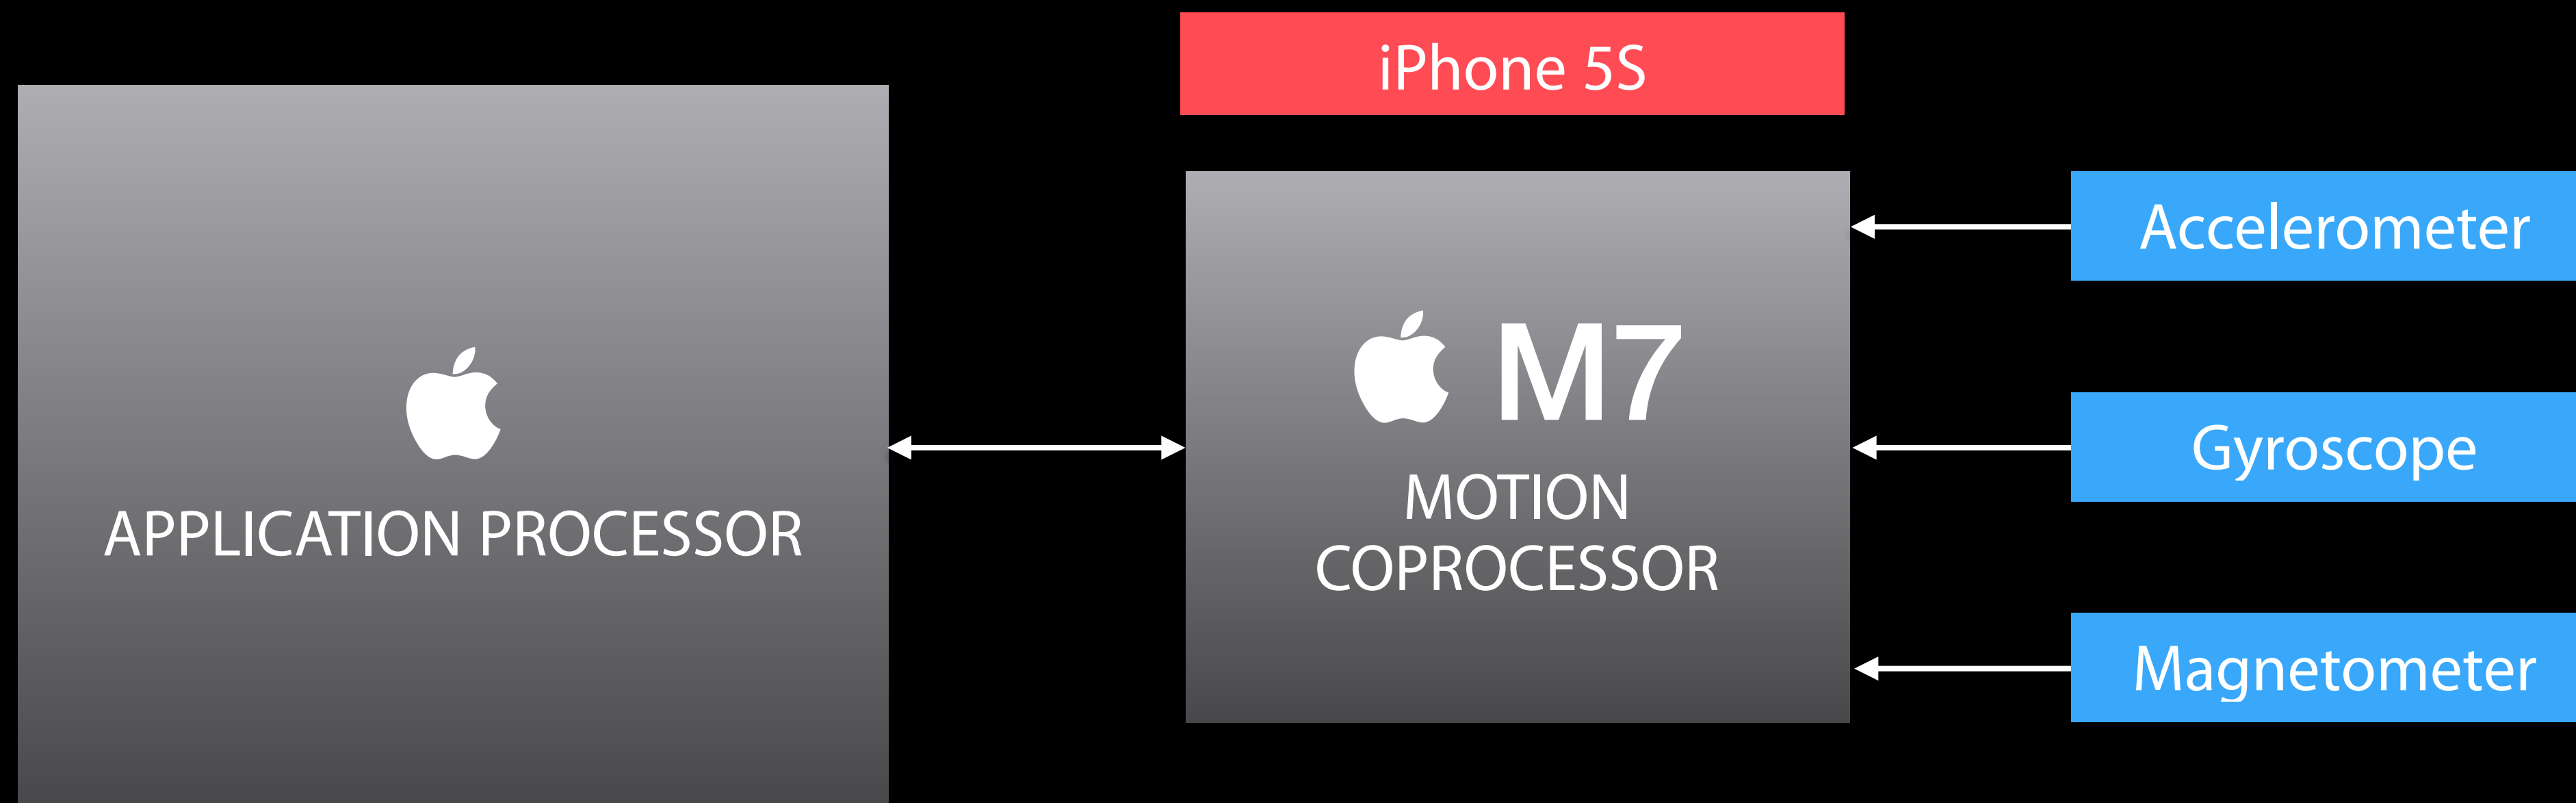 iPhone 5S
APPLICATION PROCESSOR
M7
MOTION
COPROCESSOR
Accelerometer
Gyroscope
Magnetometer